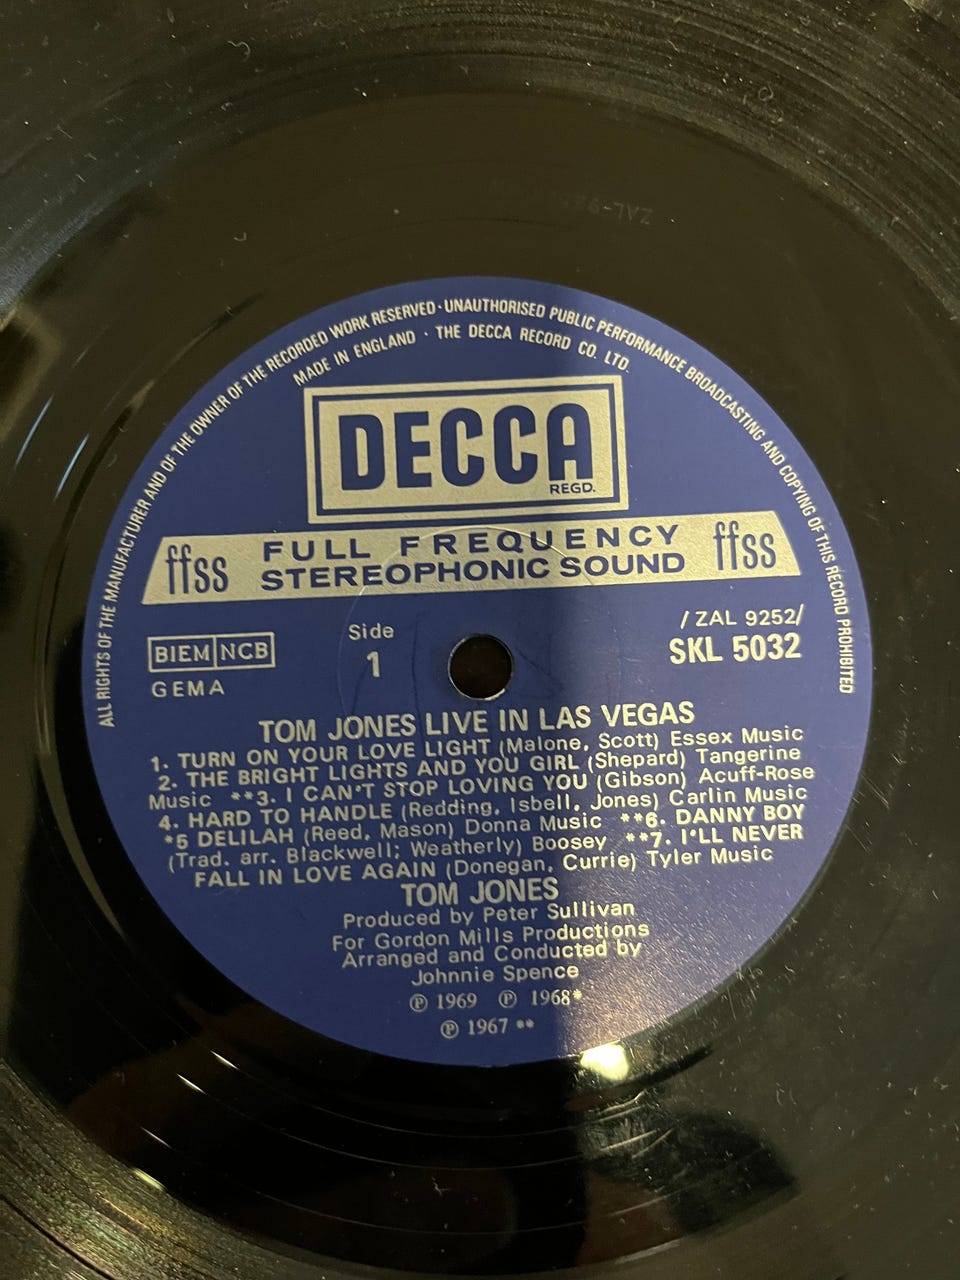 ALL RIGHTS OF THE MANUFACTURER AND OF THE OWNER OF THE RECORDED WORK RESERVED · UNAUTHORISED PUBLIC PERFORMANCE BROADCASTING AND COPYING OF THIS RECORD PROHIBITED
MADE IN ENGLAND · THE DECCA RECORD CO. LTD.
DECCA
REGD.
ffss FULL FREQUENCY ffss
STEREOPHONIC SOUND
BIEM NCB
GEMA
Side
1
/ZAL 9252/
SKL 5032
TOM JONES LIVE IN LAS VEGAS
1. TURN ON YOUR LOVE LIGHT (Malone, Scott) Essex Music
2. THE BRIGHT LIGHTS AND YOU GIRL (Shepard) Tangerine
Music **3. I CAN'T STOP LOVING YOU (Gibson) Acuff-Rose
4. HARD TO HANDLE (Redding, Isbell, Jones) Carlin Music
*5 DELILAH (Reed, Mason) Donna Music **6. DANNY BOY
(Trad. arr. Blackwell; Weatherly) Boosey **7. I'LL NEVER
FALL IN LOVE AGAIN (Donegan, Currie) Tyler Music
TOM JONES
Produced by Peter Sullivan
For Gordon Mills Productions
Arranged and Conducted by
Johnnie Spence
℗ 1969 ℗ 1968*
℗ 1967 **